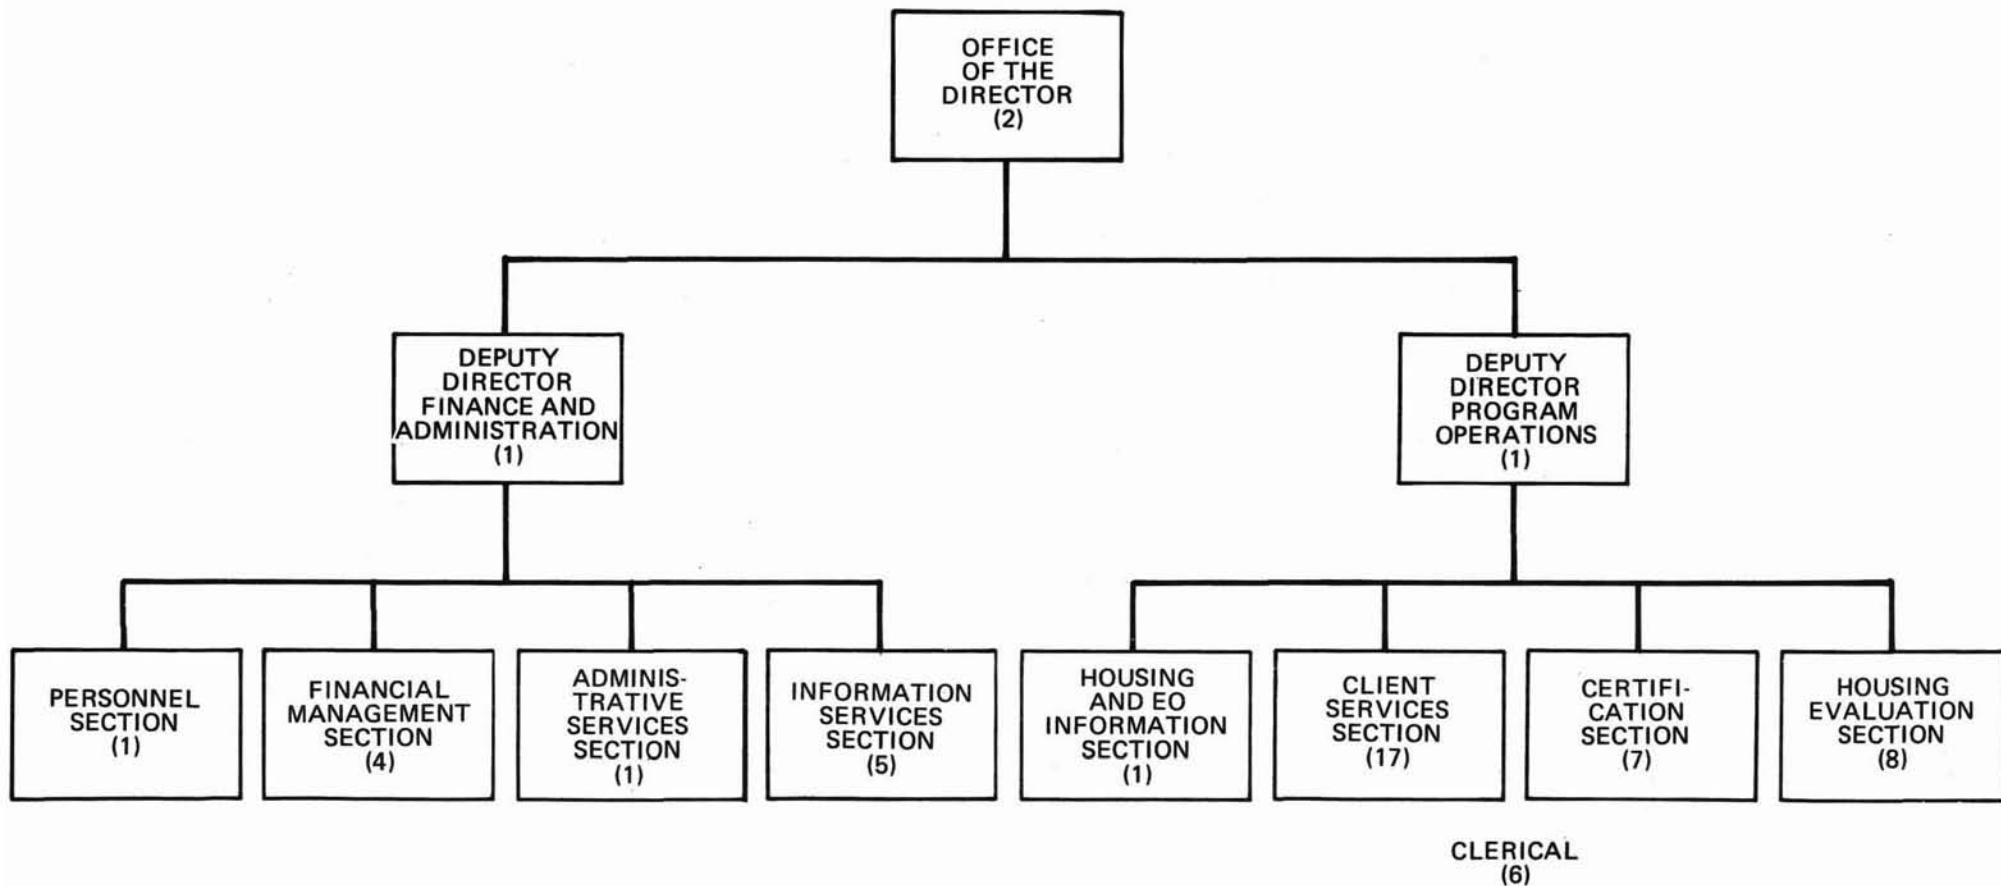 OFFICE
OF THE
DIRECTOR
(2)
DEPUTY
DIRECTOR
FINANCE AND
ADMINISTRATION
(1)
DEPUTY
DIRECTOR
PROGRAM
OPERATIONS
(1)
PERSONNEL
SECTION
(1)
FINANCIAL
MANAGEMENT
SECTION
(4)
ADMINIS-
TRATIVE
SERVICES
SECTION
(1)
INFORMATION
SERVICES
SECTION
(5)
HOUSING
AND EO
INFORMATION
SECTION
(1)
CLIENT
SERVICES
SECTION
(17)
CERTIFI-
CATION
SECTION
(7)
HOUSING
EVALUATION
SECTION
(8)
CLERICAL
(6)